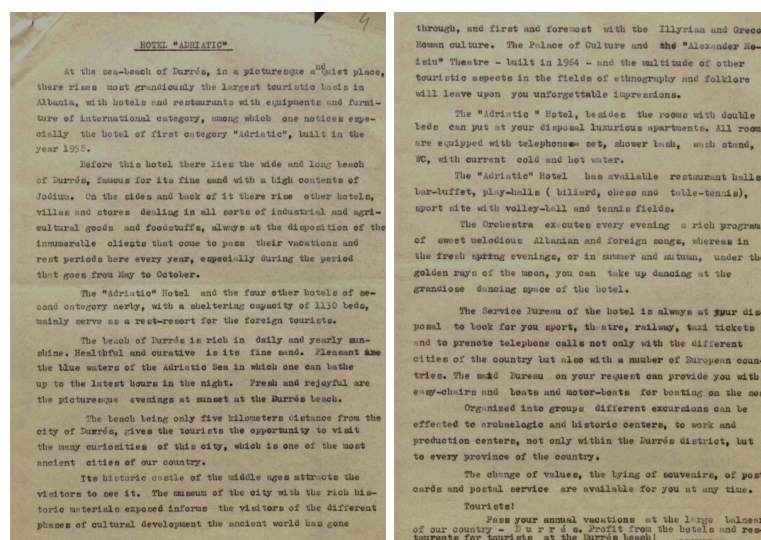 4
HOTEL "ADRIATIC"
At the sea-beach of Durrés, in a picturesque and quiet place,
there rises most grandiously the largest touristic basis in
Albania, with hotels and restaurants with equipments and furni-
ture of international category, among which one notices espe-
cially the hotel of first category "Adriatic", built in the
year 1958.
Before this hotel there lies the wide and long beach
of Durrés, famous for its fine sand with a high contents of
Jodium. On the sides and back of it there rise other hotels,
villas and stores dealing in all sorts of industrial and agri-
cultural goods and foodstuffs, always at the disposition of the
innumerable clients that come to pass their vacations and
rest periods here every year, especially during the period
that goes from May to October.
The "Adriatic" Hotel and the four other hotels of se-
cond category nerby, with a sheltering capacity of 1130 beds,
mainly serve as a rest-resort for the foreign tourists.
The beach of Durrés is rich in daily and yearly sun-
shine. Healthful and curative is its fine sand. Pleasant are
the blue waters of the Adriatic Sea in which one can bathe
up to the latest hours in the night. Fresh and rejoyful are
the picturesque evenings at sunset at the Durrés beach.
The beach being only five kilometers distance from the
city of Durrés, gives the tourists the opportunity to visit
the many curiosities of this city, which is one of the most
ancient cities of our country.
Its historic castle of the middle ages attracts the
visitors to see it. The museum of the city with the rich his-
toric materials exposed informs the visitors of the different
phases of cultural development the ancient world has gone
through, and first and foremost with the Illyrian and Greco
Roman culture. The Palace of Culture and the "Alexander Mo-
isiu" Theatre - built in 1964 - and the multitude of other
touristic aspects in the fields of ethnography and folklore
will leave upon you unforgettable impressions.
The "Adriatic " Hotel, besides the rooms with double
beds can put at your disposal luxurious apartments. All room
are equipped with telephone set, shower bash, wash stand,
WC, with current cold and hot water.
The "Adriatic" Hotel has available restaurant halls
bar-buffet, play-halls ( biliard, chess and table-tennis),
sport site with volley-ball and tennis fields.
The Orchestra executes every evening a rich program
of sweet melodious Albanian and foreign songs, whereas in
the fresh spring evenings, or in summer and autumn, under th
golden rays of the moon, you can take up dancing at the
grandiose dancing space of the hotel.
The Service Bureau of the hotel is always at your dis
posal to book for you sport, theatre, railway, taxi tickets
and to prenote telephone calls not only with the different
cities of the country but also with a number of European coun
tries. The said Bureau on your request can provide you with
easy-chairs and boats and motor-boats for boating on the se
Organized into groups different excursions can be
effected to archaelogic and historic centers, to work and
production centers, not only within the Durrés district, but
to every province of the country.
The change of values, the bying of souvenirs, of pos
cards and postal service are available for you at any time.
Tourists!
Pass your annual vacations at the large balnea
of our country - D u r r é s. Profit from the hotels and res
taurants for tourists at the Durrés beach!